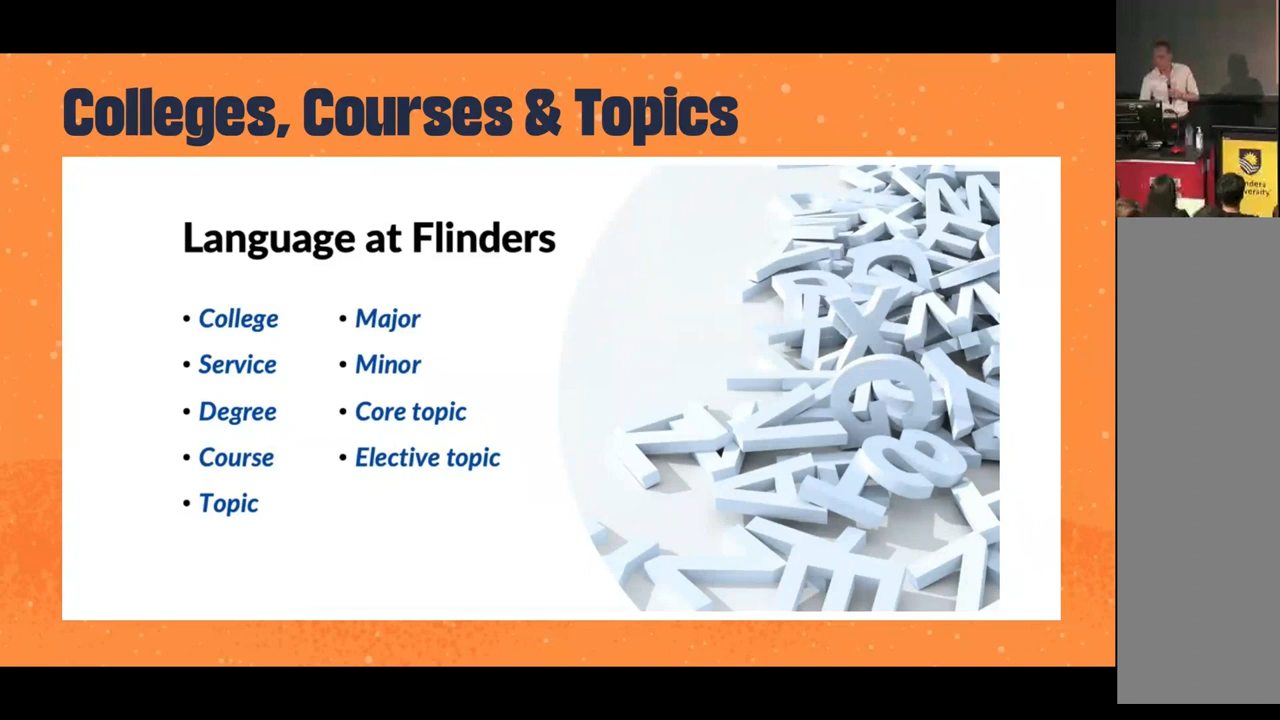 Colleges, Courses & Topics
Language at Flinders
• College
• Service
• Degree
• Course
• Topic
• Major
• Minor
• Core topic
• Elective topic